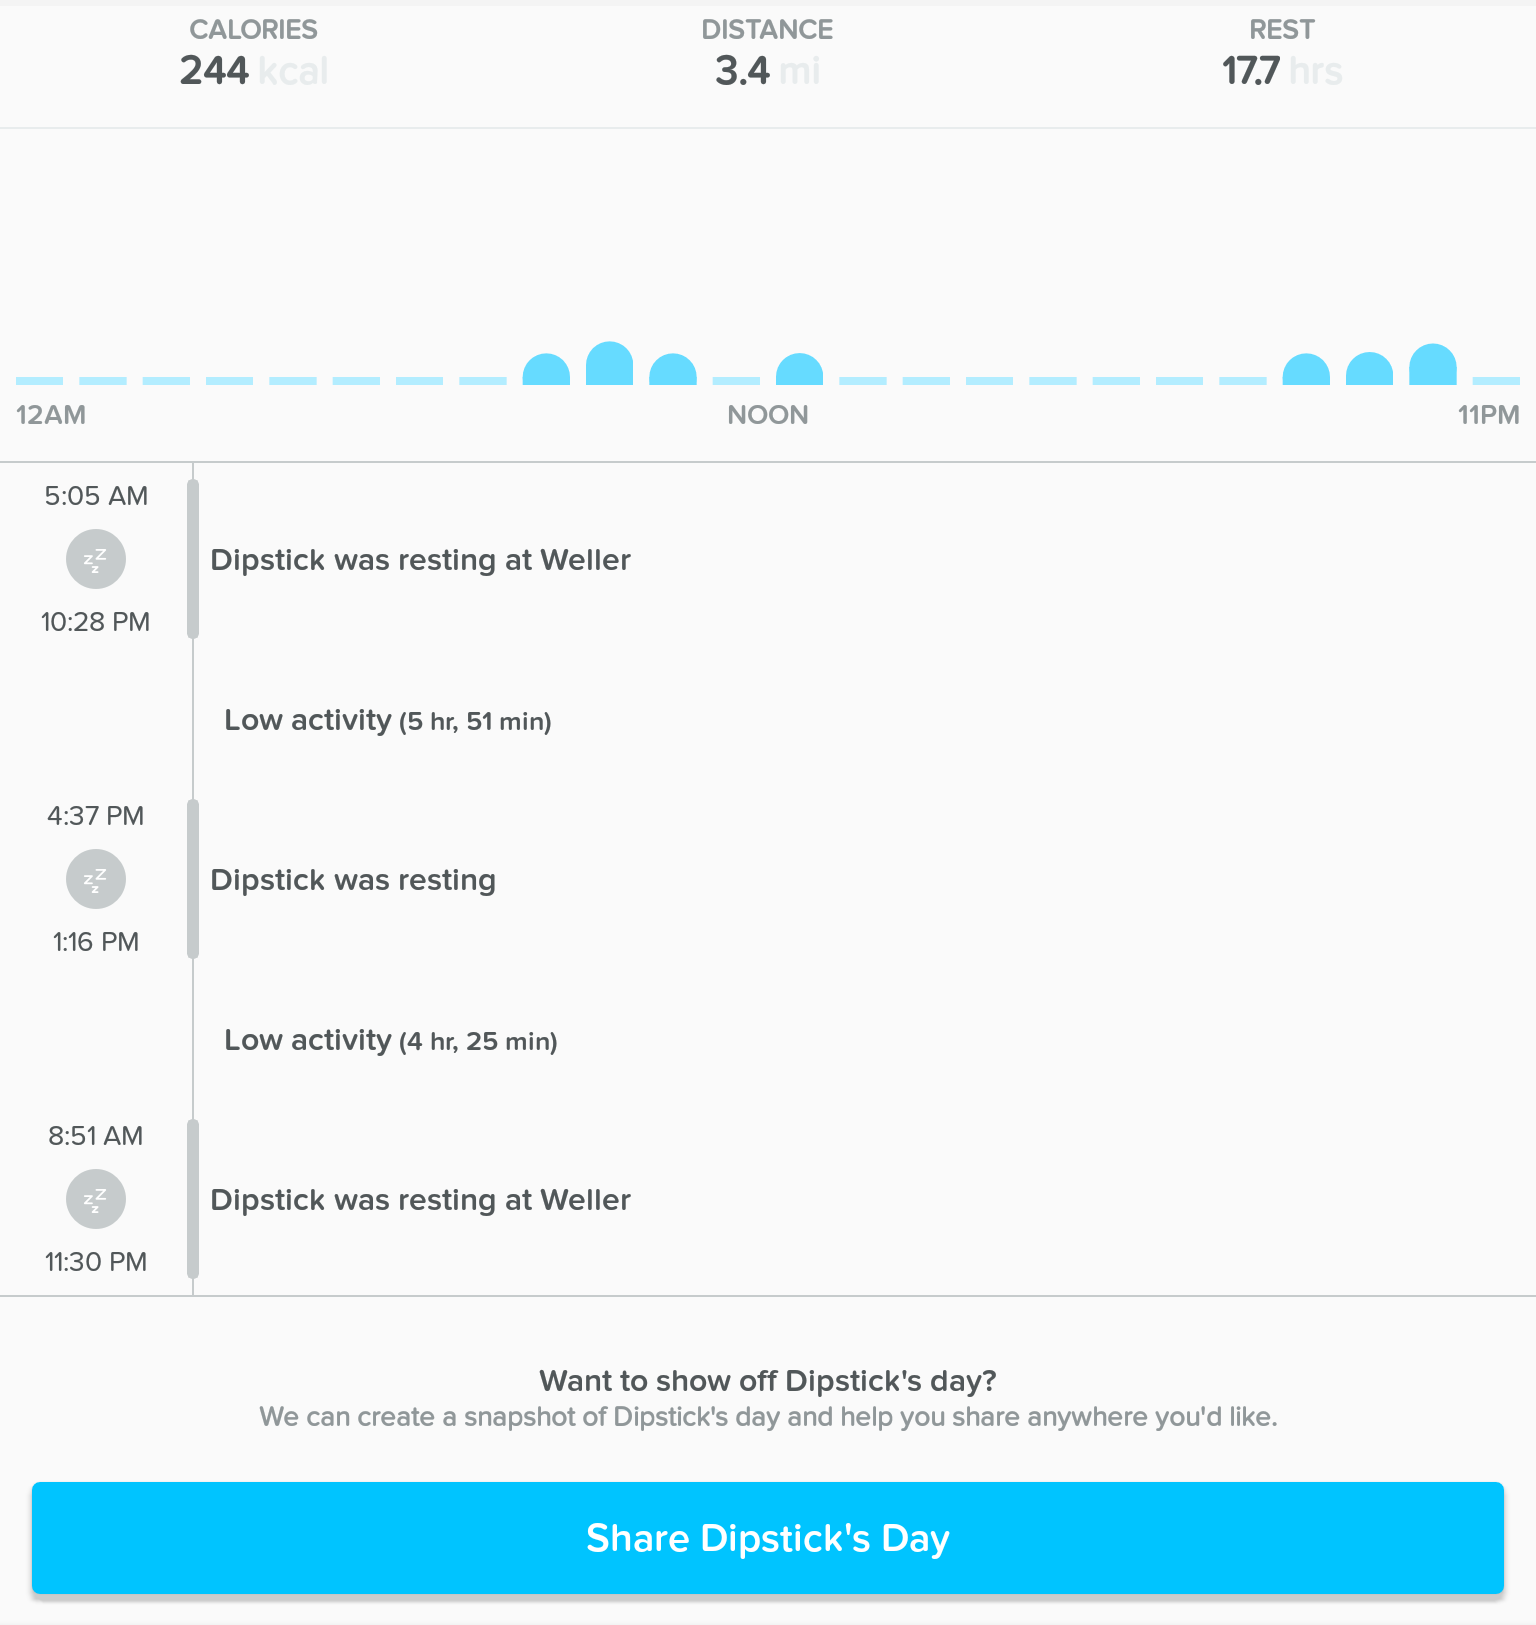 CALORIES DISTANCE REST
244 kcal 3.4 mi 17.7 hrs
12AM NOON 11PM
5:05 AM
zzz
Dipstick was resting at Weller
10:28 PM
Low activity (5 hr, 51 min)
4:37 PM
zzz
Dipstick was resting
1:16 PM
Low activity (4 hr, 25 min)
8:51 AM
zzz
Dipstick was resting at Weller
11:30 PM
Want to show off Dipstick's day?
We can create a snapshot of Dipstick's day and help you share anywhere you'd like.
Share Dipstick's Day